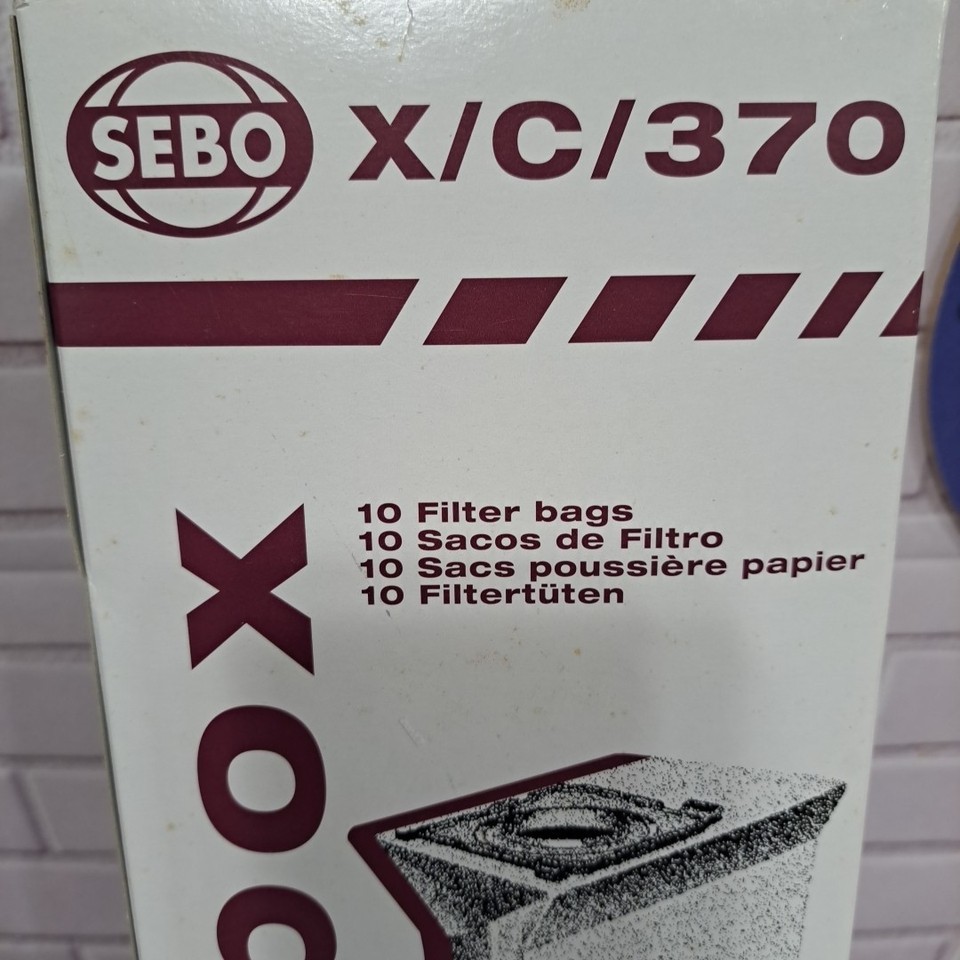 SEBO
X/C/370
10 Filter bags
10 Sacos de Filtro
10 Sacs poussière papier
10 Filtertüten
X